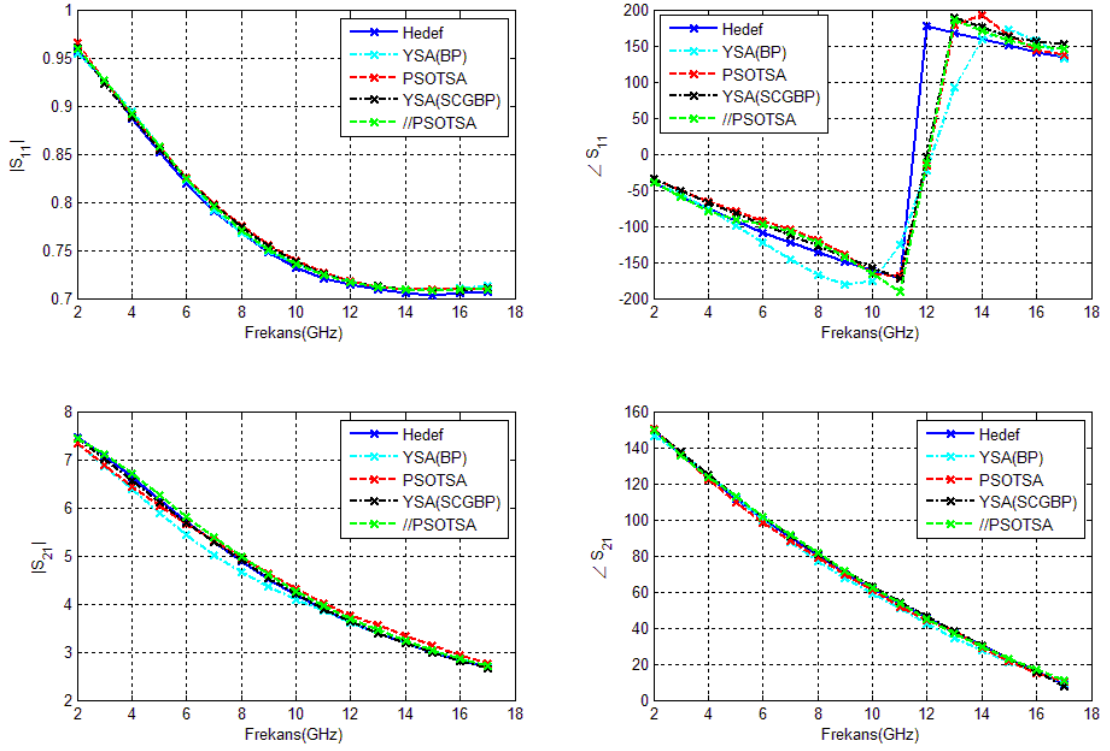 1
0.95
0.9
0.85
0.8
0.75
0.7
|S11|
2 4 6 8 10 12 14 16 18
Frekans(GHz)
Hedef
YSA(BP)
PSOTSA
YSA(SCGBP)
//PSOTSA
200
150
100
50
0
-50
-100
-150
-200
∠ S11
2 4 6 8 10 12 14 16 18
Frekans(GHz)
Hedef
YSA(BP)
PSOTSA
YSA(SCGBP)
//PSOTSA
8
7
6
5
4
3
2
|S21|
2 4 6 8 10 12 14 16 18
Frekans(GHz)
Hedef
YSA(BP)
PSOTSA
YSA(SCGBP)
//PSOTSA
160
140
120
100
80
60
40
20
0
∠ S21
2 4 6 8 10 12 14 16 18
Frekans(GHz)
Hedef
YSA(BP)
PSOTSA
YSA(SCGBP)
//PSOTSA